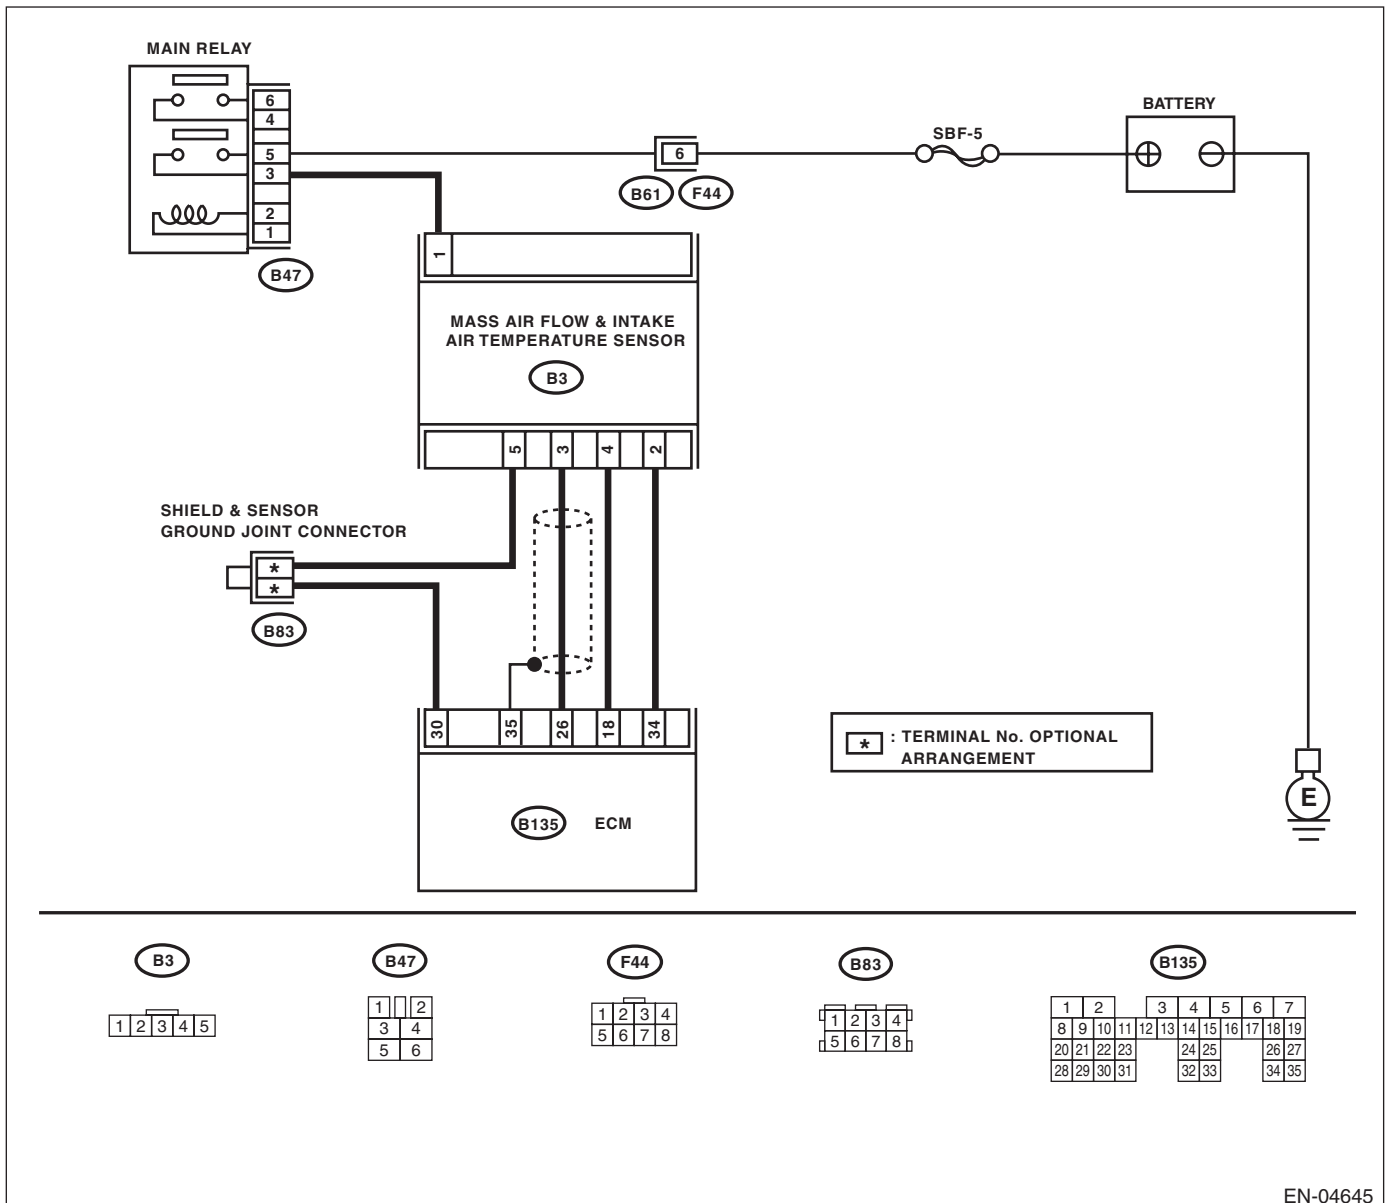 MAIN RELAY
6
4
5
3
2
1
B47
6
B61 F44
SBF-5
BATTERY
1
MASS AIR FLOW & INTAKE
AIR TEMPERATURE SENSOR
B3
5 3 4 2
SHIELD & SENSOR
GROUND JOINT CONNECTOR
*
*
B83
30 35 26 18 34
B135 ECM
* : TERMINAL No. OPTIONAL
ARRANGEMENT
E
B3
1 2 3 4 5
B47
1 2
3 4
5 6
F44
1 2 3 4
5 6 7 8
B83
1 2 3 4
5 6 7 8
B135
1 2 3 4 5 6 7
8 9 10 11 12 13 14 15 16 17 18 19
20 21 22 23 24 25 26 27
28 29 30 31 32 33 34 35
EN-04645